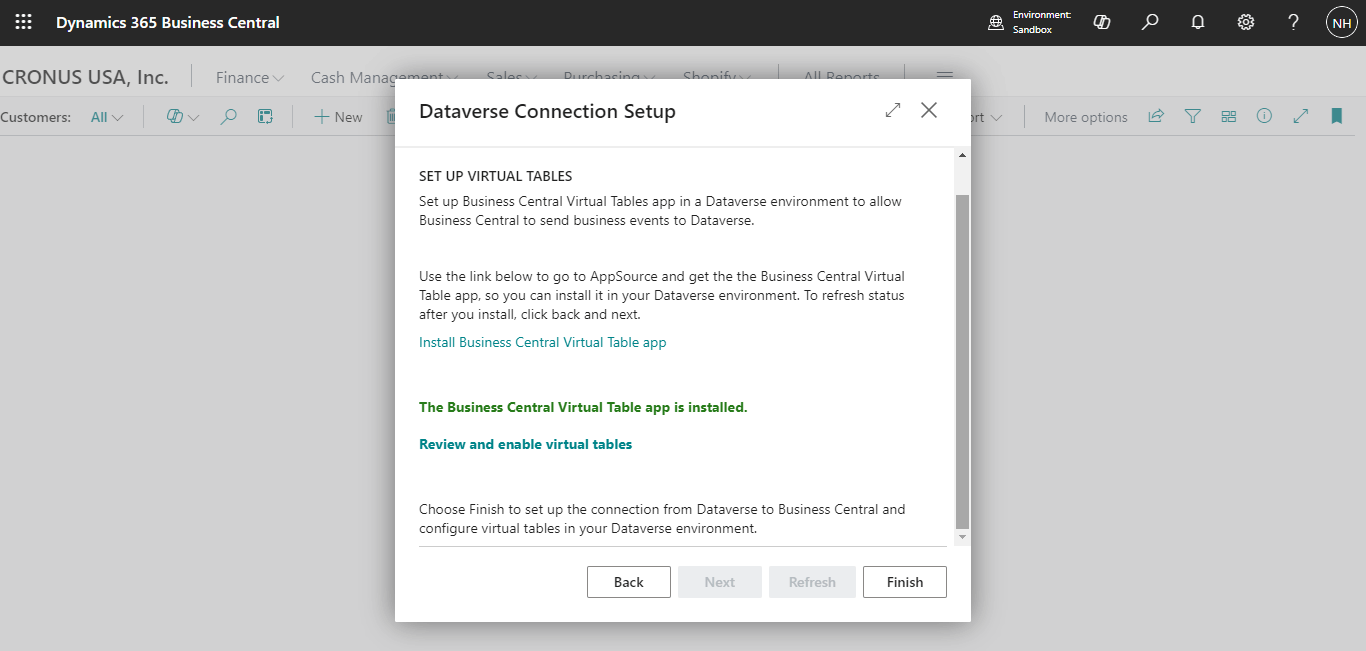 Dynamics 365 Business Central
Environment:
Sandbox
NH
CRONUS USA, Inc.
Finance
Cash Management
Sales
Purchasing
Shopify
All Reports
Customers:
All
New
More options
Dataverse Connection Setup
SET UP VIRTUAL TABLES
Set up Business Central Virtual Tables app in a Dataverse environment to allow
Business Central to send business events to Dataverse.
Use the link below to go to AppSource and get the the Business Central Virtual
Table app, so you can install it in your Dataverse environment. To refresh status
after you install, click back and next.
Install Business Central Virtual Table app
The Business Central Virtual Table app is installed.
Review and enable virtual tables
Choose Finish to set up the connection from Dataverse to Business Central and
configure virtual tables in your Dataverse environment.
Back
Next
Refresh
Finish